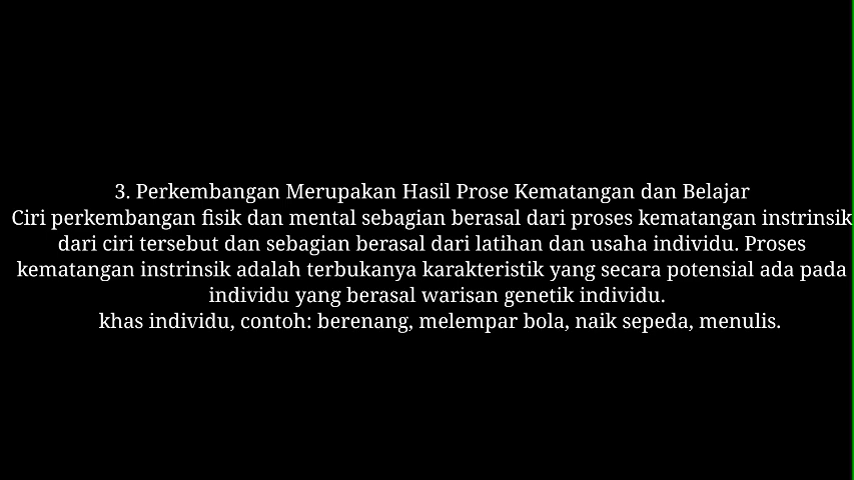 3. Perkembangan Merupakan Hasil Prose Kematangan dan Belajar
Ciri perkembangan fisik dan mental sebagian berasal dari proses kematangan instrinsik
dari ciri tersebut dan sebagian berasal dari latihan dan usaha individu. Proses
kematangan instrinsik adalah terbukanya karakteristik yang secara potensial ada pada
individu yang berasal warisan genetik individu.
khas individu, contoh: berenang, melempar bola, naik sepeda, menulis.